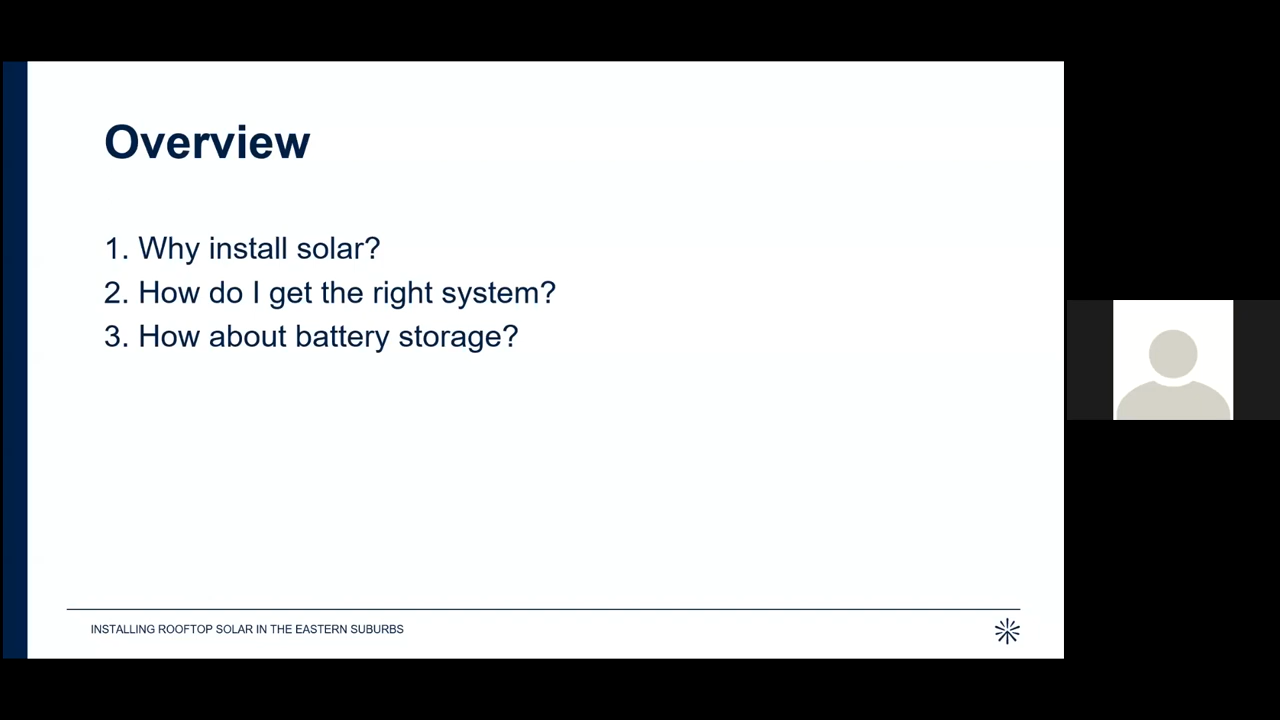 Overview
1. Why install solar?
2. How do I get the right system?
3. How about battery storage?
INSTALLING ROOFTOP SOLAR IN THE EASTERN SUBURBS